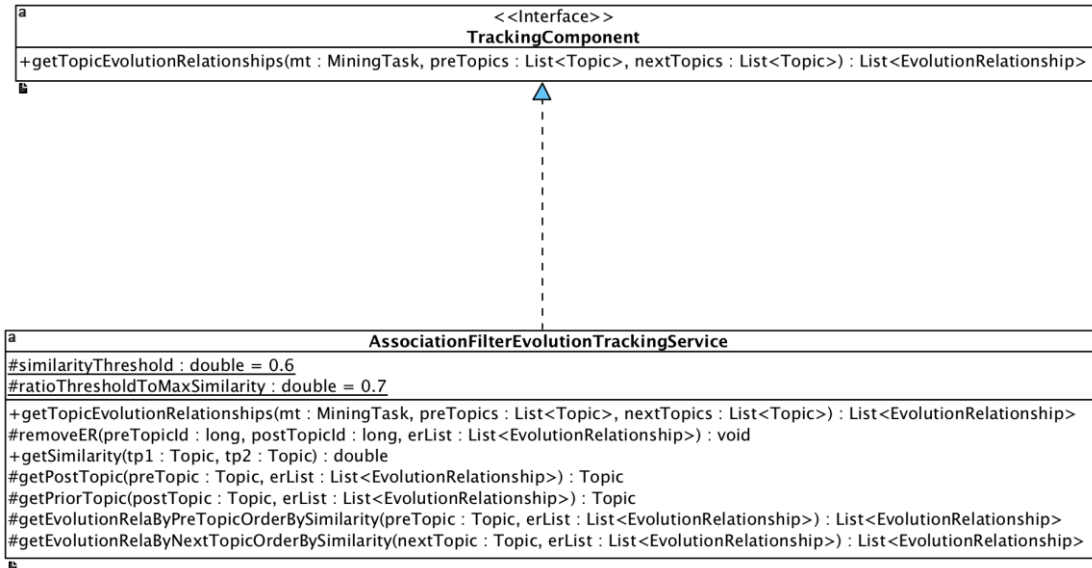 a
<<Interface>>
TrackingComponent
+getTopicEvolutionRelationships(mt : MiningTask, preTopics : List<Topic>, nextTopics : List<Topic>) : List<EvolutionRelationship>
a
AssociationFilterEvolutionTrackingService
#similarityThreshold : double = 0.6
#ratioThresholdToMaxSimilarity : double = 0.7
+getTopicEvolutionRelationships(mt : MiningTask, preTopics : List<Topic>, nextTopics : List<Topic>) : List<EvolutionRelationship>
#removeER(preTopicId : long, postTopicId : long, erList : List<EvolutionRelationship>) : void
+getSimilarity(tp1 : Topic, tp2 : Topic) : double
#getPostTopic(preTopic : Topic, erList : List<EvolutionRelationship>) : Topic
#getPriorTopic(postTopic : Topic, erList : List<EvolutionRelationship>) : Topic
#getEvolutionRelaByPreTopicOrderBySimilarity(preTopic : Topic, erList : List<EvolutionRelationship>) : List<EvolutionRelationship>
#getEvolutionRelaByNextTopicOrderBySimilarity(nextTopic : Topic, erList : List<EvolutionRelationship>) : List<EvolutionRelationship>